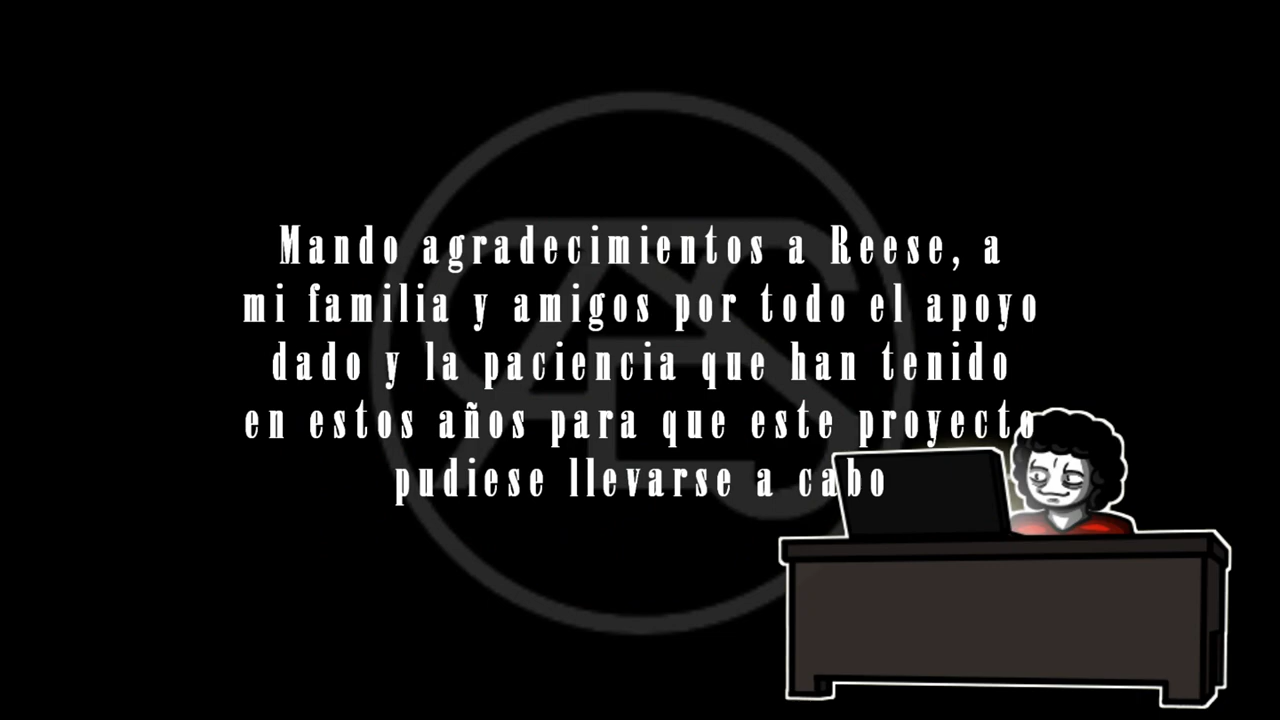 Mando agradecimientos a Reese, a
mi familia y amigos por todo el apoyo
dado y la paciencia que han tenido
en estos años para que este proyecto
pudiese llevarse a cabo